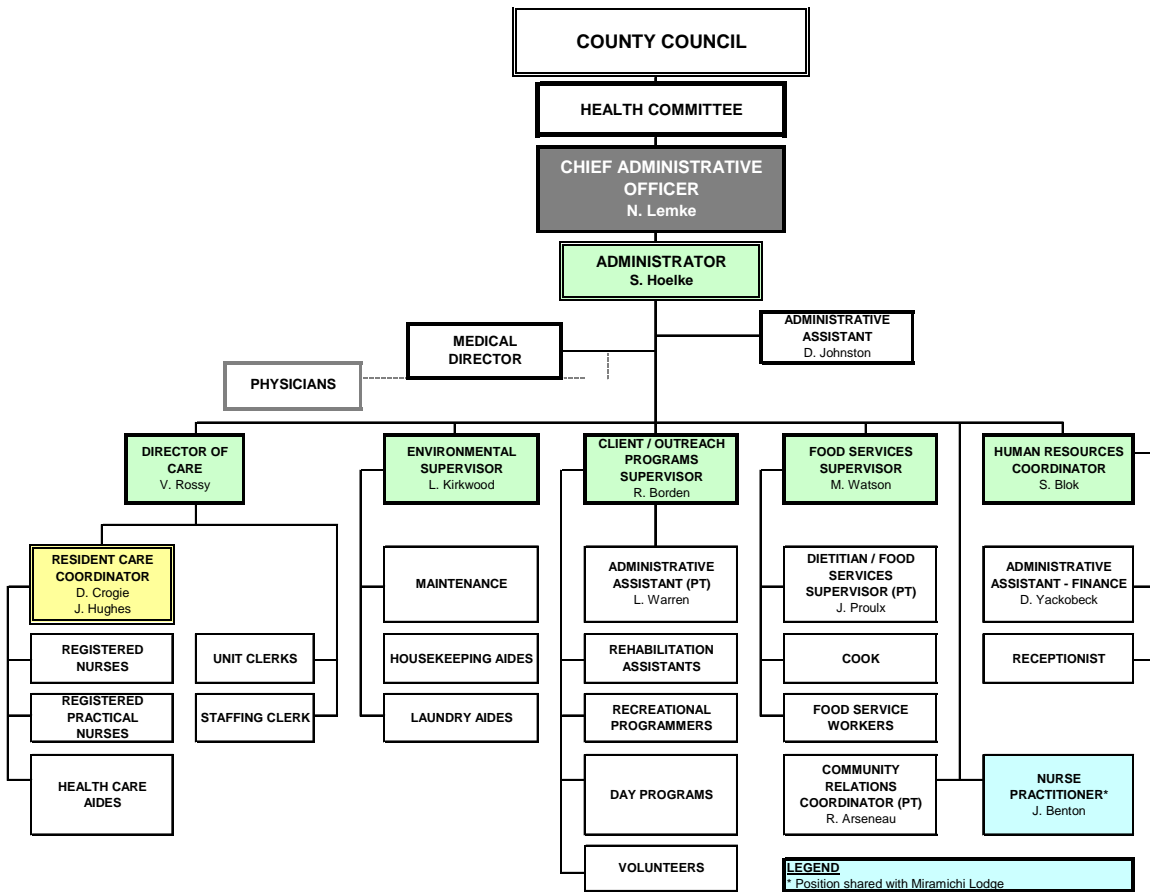 COUNTY COUNCIL
HEALTH COMMITTEE
CHIEF ADMINISTRATIVE
OFFICER
N. Lemke
ADMINISTRATOR
S. Hoelke
MEDICAL
DIRECTOR
ADMINISTRATIVE
ASSISTANT
D. Johnston
PHYSICIANS
DIRECTOR OF
CARE
V. Rossy
ENVIRONMENTAL
SUPERVISOR
L. Kirkwood
CLIENT / OUTREACH
PROGRAMS
SUPERVISOR
R. Borden
FOOD SERVICES
SUPERVISOR
M. Watson
HUMAN RESOURCES
COORDINATOR
S. Blok
RESIDENT CARE
COORDINATOR
D. Crogie
J. Hughes
MAINTENANCE
ADMINISTRATIVE
ASSISTANT (PT)
L. Warren
DIETITIAN / FOOD
SERVICES
SUPERVISOR (PT)
J. Proulx
ADMINISTRATIVE
ASSISTANT - FINANCE
D. Yackobeck
REGISTERED
NURSES
UNIT CLERKS
HOUSEKEEPING AIDES
REHABILITATION
ASSISTANTS
COOK
RECEPTIONIST
REGISTERED
PRACTICAL
NURSES
STAFFING CLERK
LAUNDRY AIDES
RECREATIONAL
PROGRAMMERS
FOOD SERVICE
WORKERS
HEALTH CARE
AIDES
DAY PROGRAMS
COMMUNITY
RELATIONS
COORDINATOR (PT)
R. Arseneau
NURSE
PRACTITIONER*
J. Benton
VOLUNTEERS
LEGEND
* Position shared with Miramichi Lodge